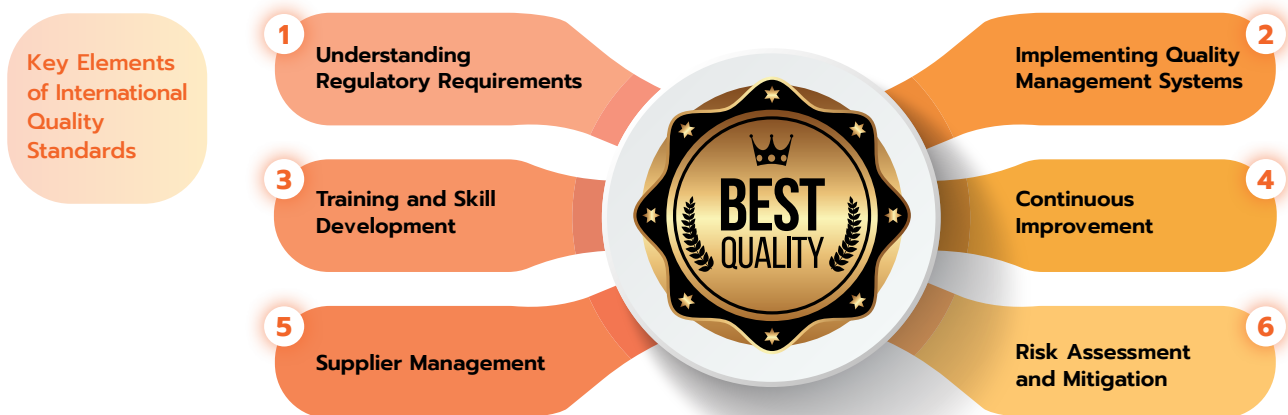 Key Elements
of International
Quality
Standards
1
Understanding
Regulatory Requirements
2
Implementing Quality
Management Systems
3
Training and Skill
Development
4
Continuous
Improvement
5
Supplier Management
6
Risk Assessment
and Mitigation
BEST
QUALITY